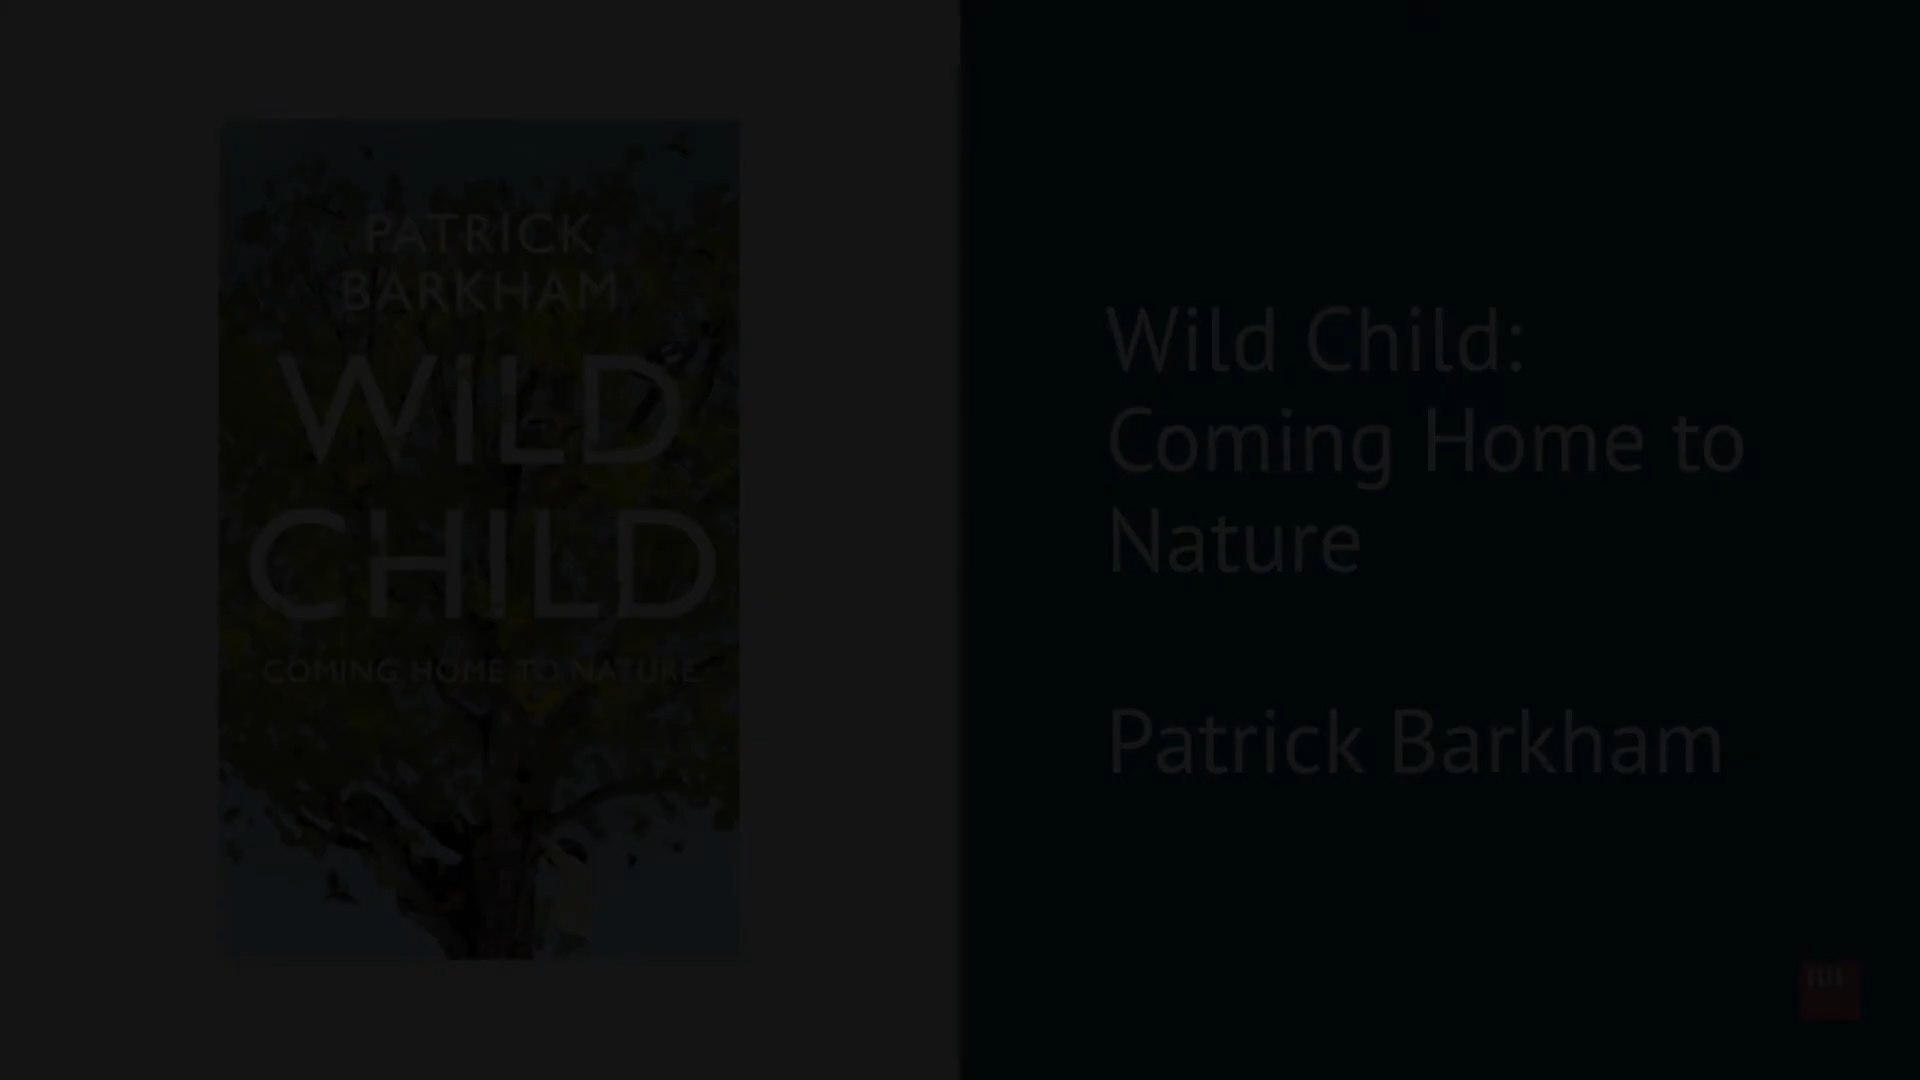 PATRICK
BARKHAM
WILD
CHILD
COMING HOME TO NATURE
Wild Child:
Coming Home to
Nature
Patrick Barkham